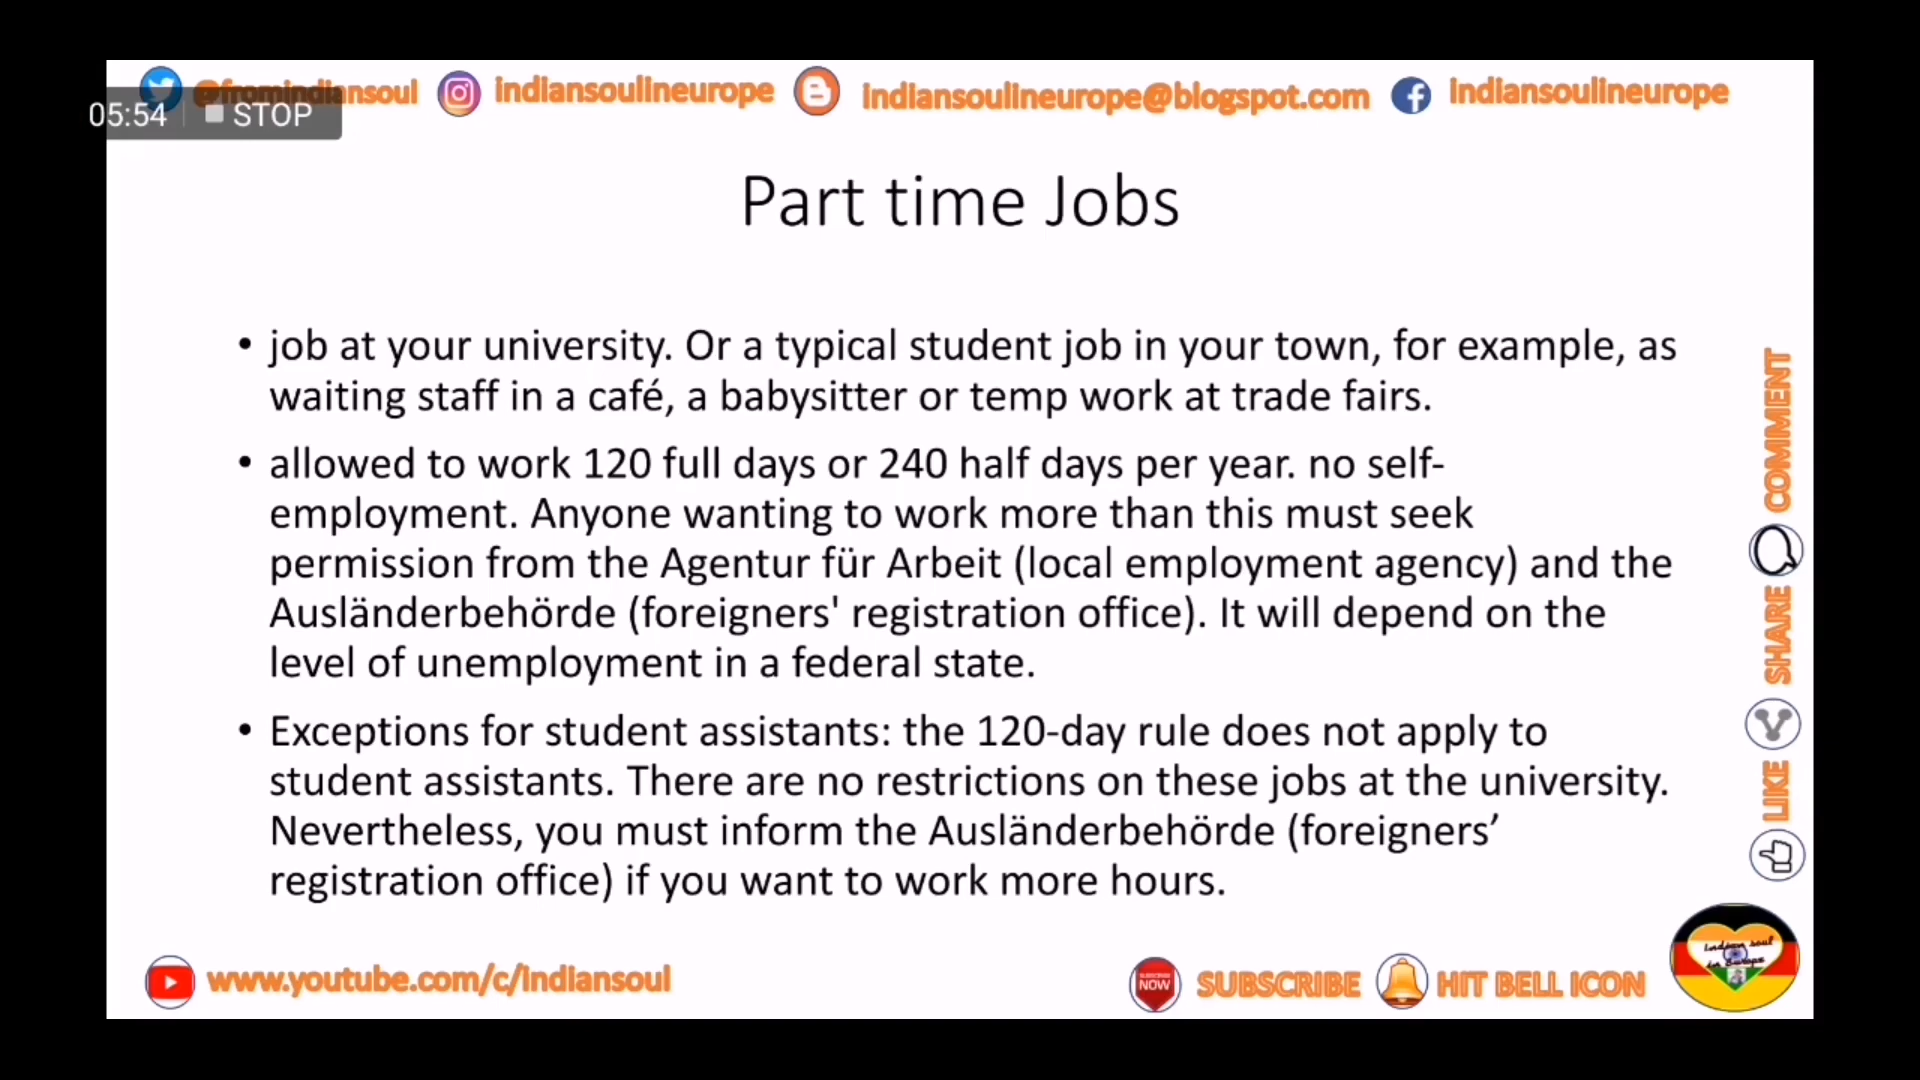 @fromindiansoul indiansoulineurope indiansoulineurope@blogspot.com indiansoulineurope
05:54 STOP
Part time Jobs
• job at your university. Or a typical student job in your town, for example, as
waiting staff in a café, a babysitter or temp work at trade fairs.
• allowed to work 120 full days or 240 half days per year. no self-
employment. Anyone wanting to work more than this must seek
permission from the Agentur für Arbeit (local employment agency) and the
Ausländerbehörde (foreigners' registration office). It will depend on the
level of unemployment in a federal state.
• Exceptions for student assistants: the 120-day rule does not apply to
student assistants. There are no restrictions on these jobs at the university.
Nevertheless, you must inform the Ausländerbehörde (foreigners’
registration office) if you want to work more hours.
LIKE SHARE COMMENT
www.youtube.com/c/indiansoul
SUBSCRIBE NOW SUBSCRIBE HIT BELL ICON
indian soul
in Europe